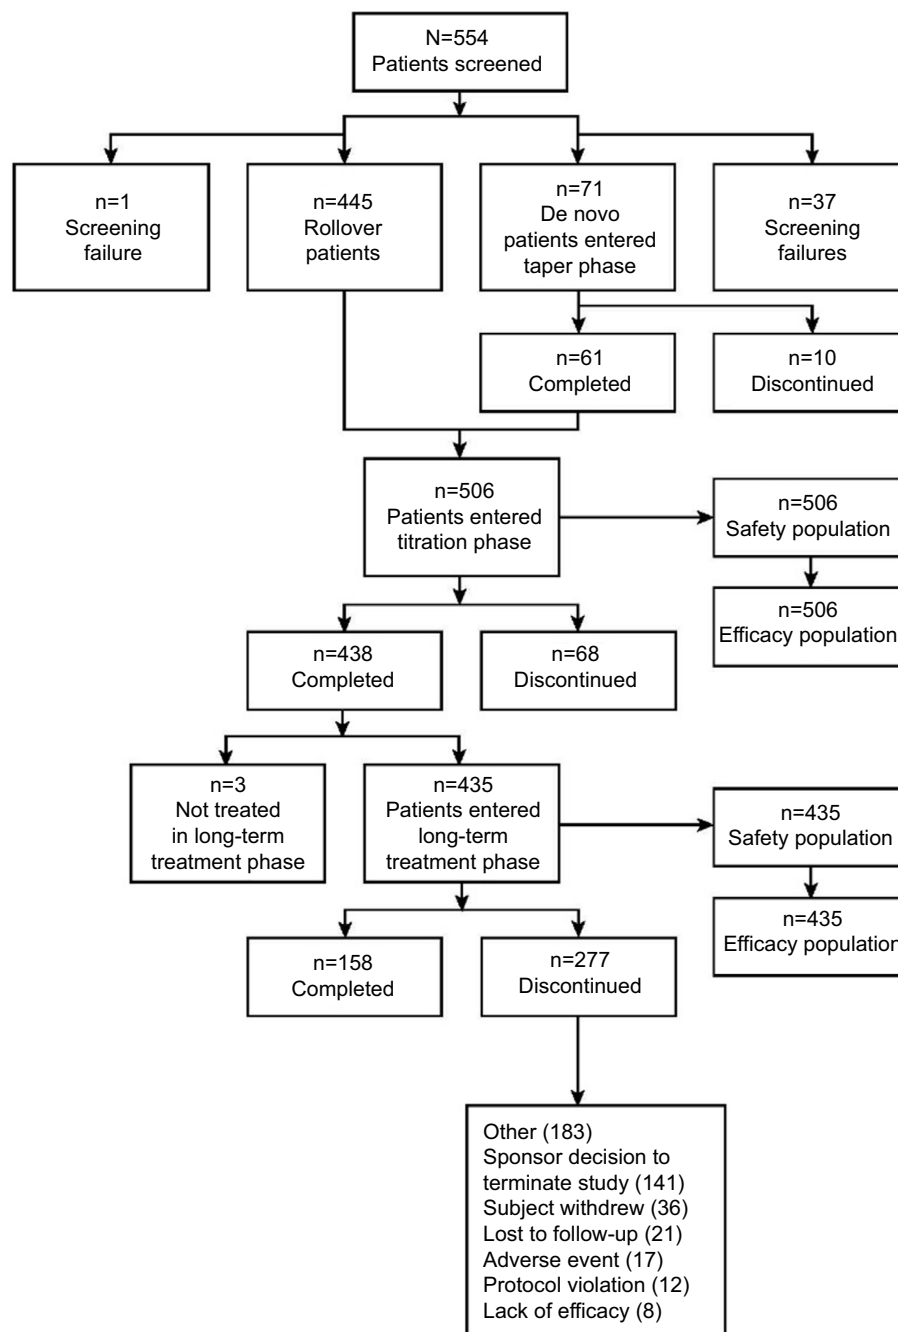 N=554
Patients screened
n=1
Screening
failure
n=445
Rollover
patients
n=71
De novo
patients entered
taper phase
n=37
Screening
failures
n=61
Completed
n=10
Discontinued
n=506
Patients entered
titration phase
n=506
Safety population
n=506
Efficacy population
n=438
Completed
n=68
Discontinued
n=3
Not treated
in long-term
treatment phase
n=435
Patients entered
long-term
treatment phase
n=435
Safety population
n=435
Efficacy population
n=158
Completed
n=277
Discontinued
Other (183)
Sponsor decision to
terminate study (141)
Subject withdrew (36)
Lost to follow-up (21)
Adverse event (17)
Protocol violation (12)
Lack of efficacy (8)